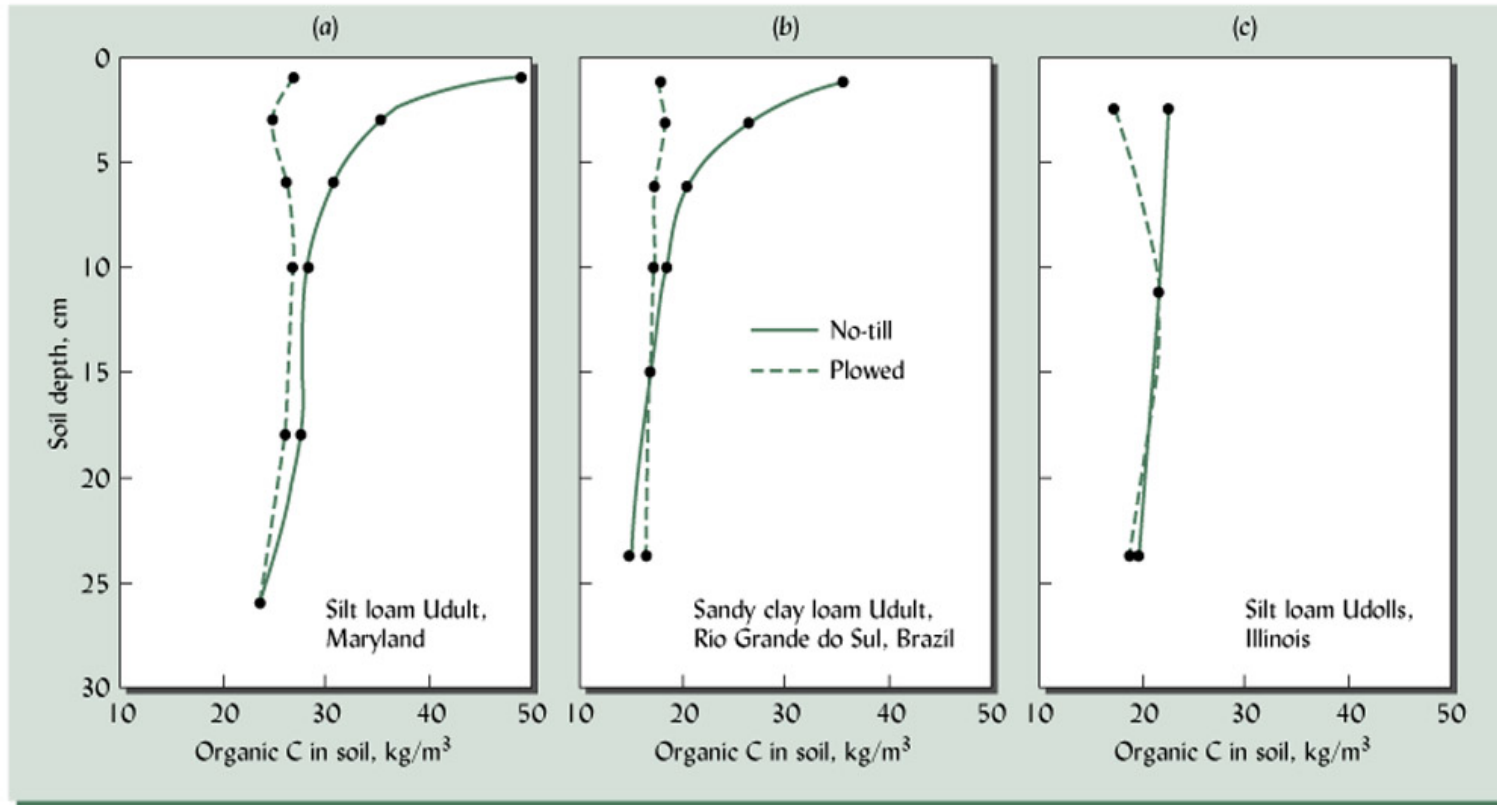 (a)
(b)
(c)
0
5
10
15
20
25
30
Soil depth, cm
No-till
Plowed
Silt loam Udult,
Maryland
Sandy clay loam Udult,
Rio Grande do Sul, Brazil
Silt loam Udolls,
Illinois
10 20 30 40 50
10 20 30 40 50
10 20 30 40 50
Organic C in soil, kg/m³
Organic C in soil, kg/m³
Organic C in soil, kg/m³